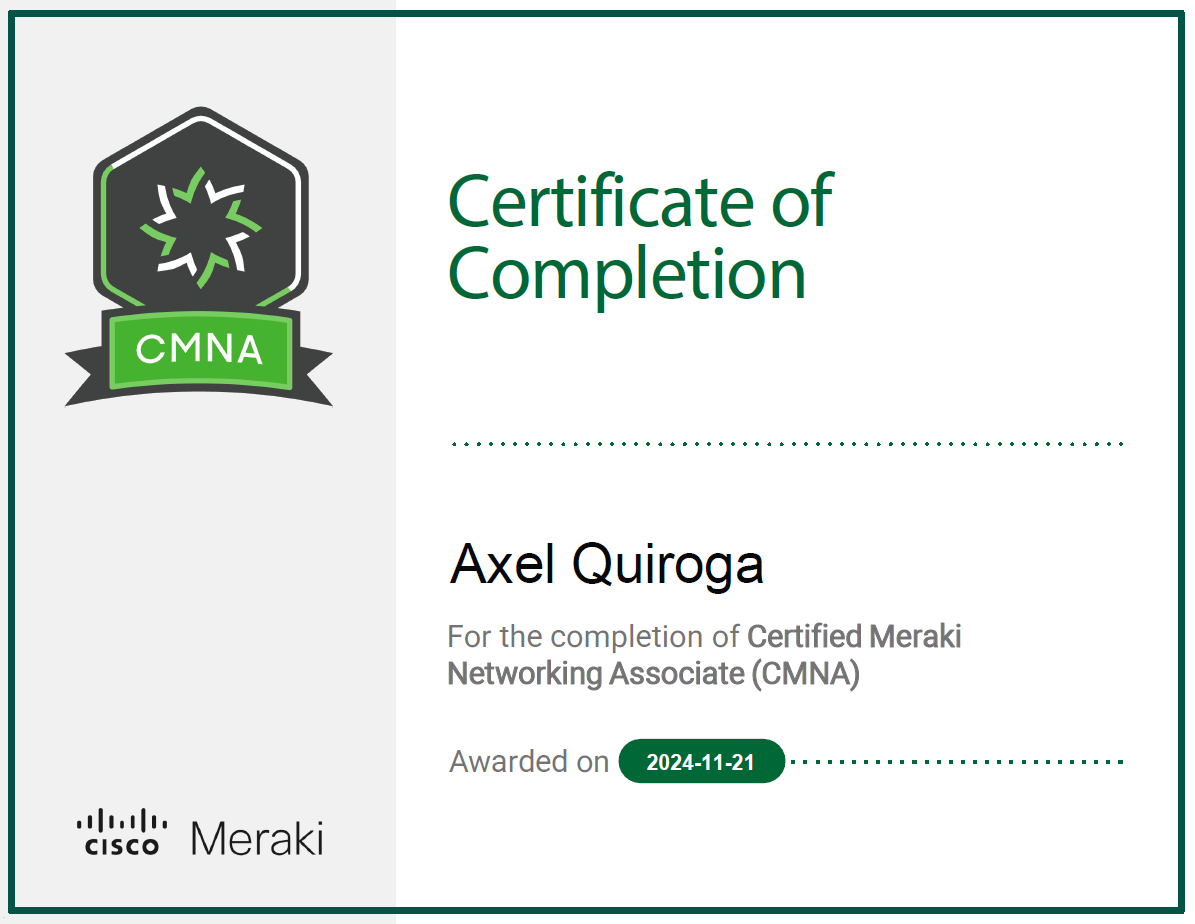 CMNA
Certificate of
Completion
Axel Quiroga
For the completion of Certified Meraki
Networking Associate (CMNA)
Awarded on 2024-11-21
CISCO Meraki